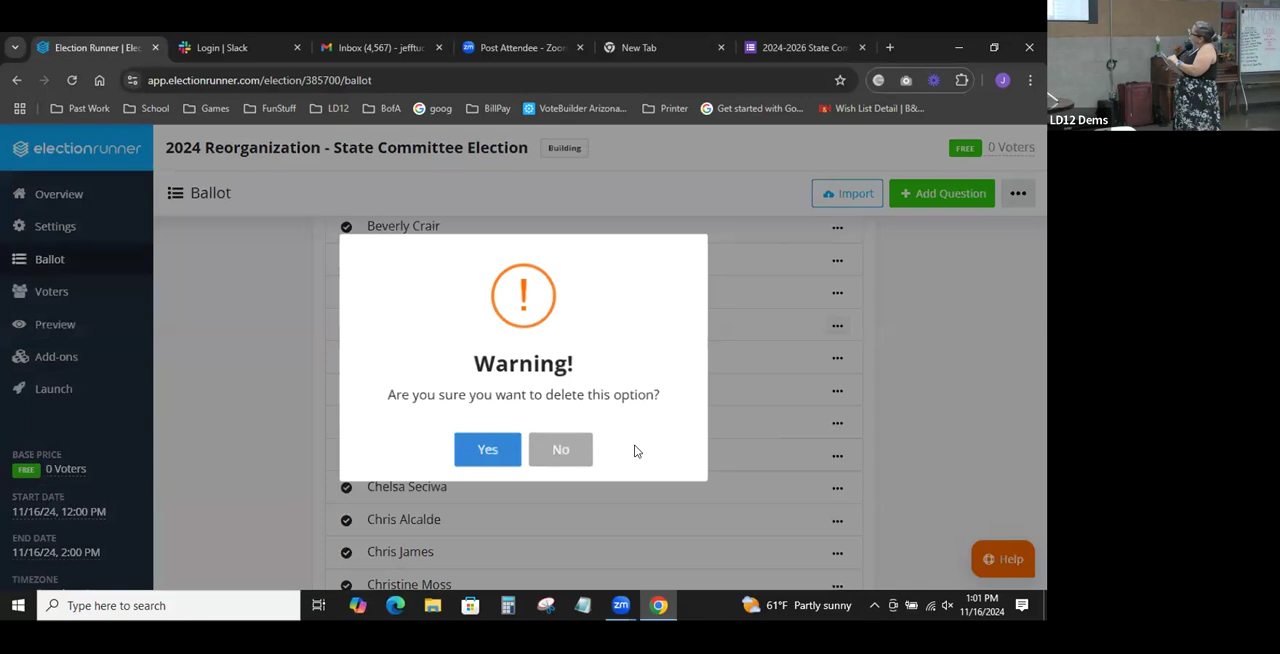 Election Runner | Elec
Login | Slack
Inbox (4,567) - jefftuc
Post Attendee - Zoom
New Tab
2024-2026 State Com
app.electionrunner.com/election/385700/ballot
J
Past Work
School
Games
FunStuff
LD12
BofA
goog
BillPay
VoteBuilder Arizona...
Printer
Get started with Go...
Wish List Detail | B&...
LD12 Dems
electionrunner
2024 Reorganization - State Committee Election
Building
FREE 0 Voters
Overview
Settings
Ballot
Voters
Preview
Add-ons
Launch
BASE PRICE
FREE 0 Voters
START DATE
11/16/24, 12:00 PM
END DATE
11/16/24, 2:00 PM
TIMEZONE
Ballot
Import
+ Add Question
Beverly Crair
!
Warning!
Are you sure you want to delete this option?
Yes
No
Chelsa Seciwa
Chris Alcalde
Chris James
Christine Moss
Help
Type here to search
zm
61°F Partly sunny
1:01 PM
11/16/2024